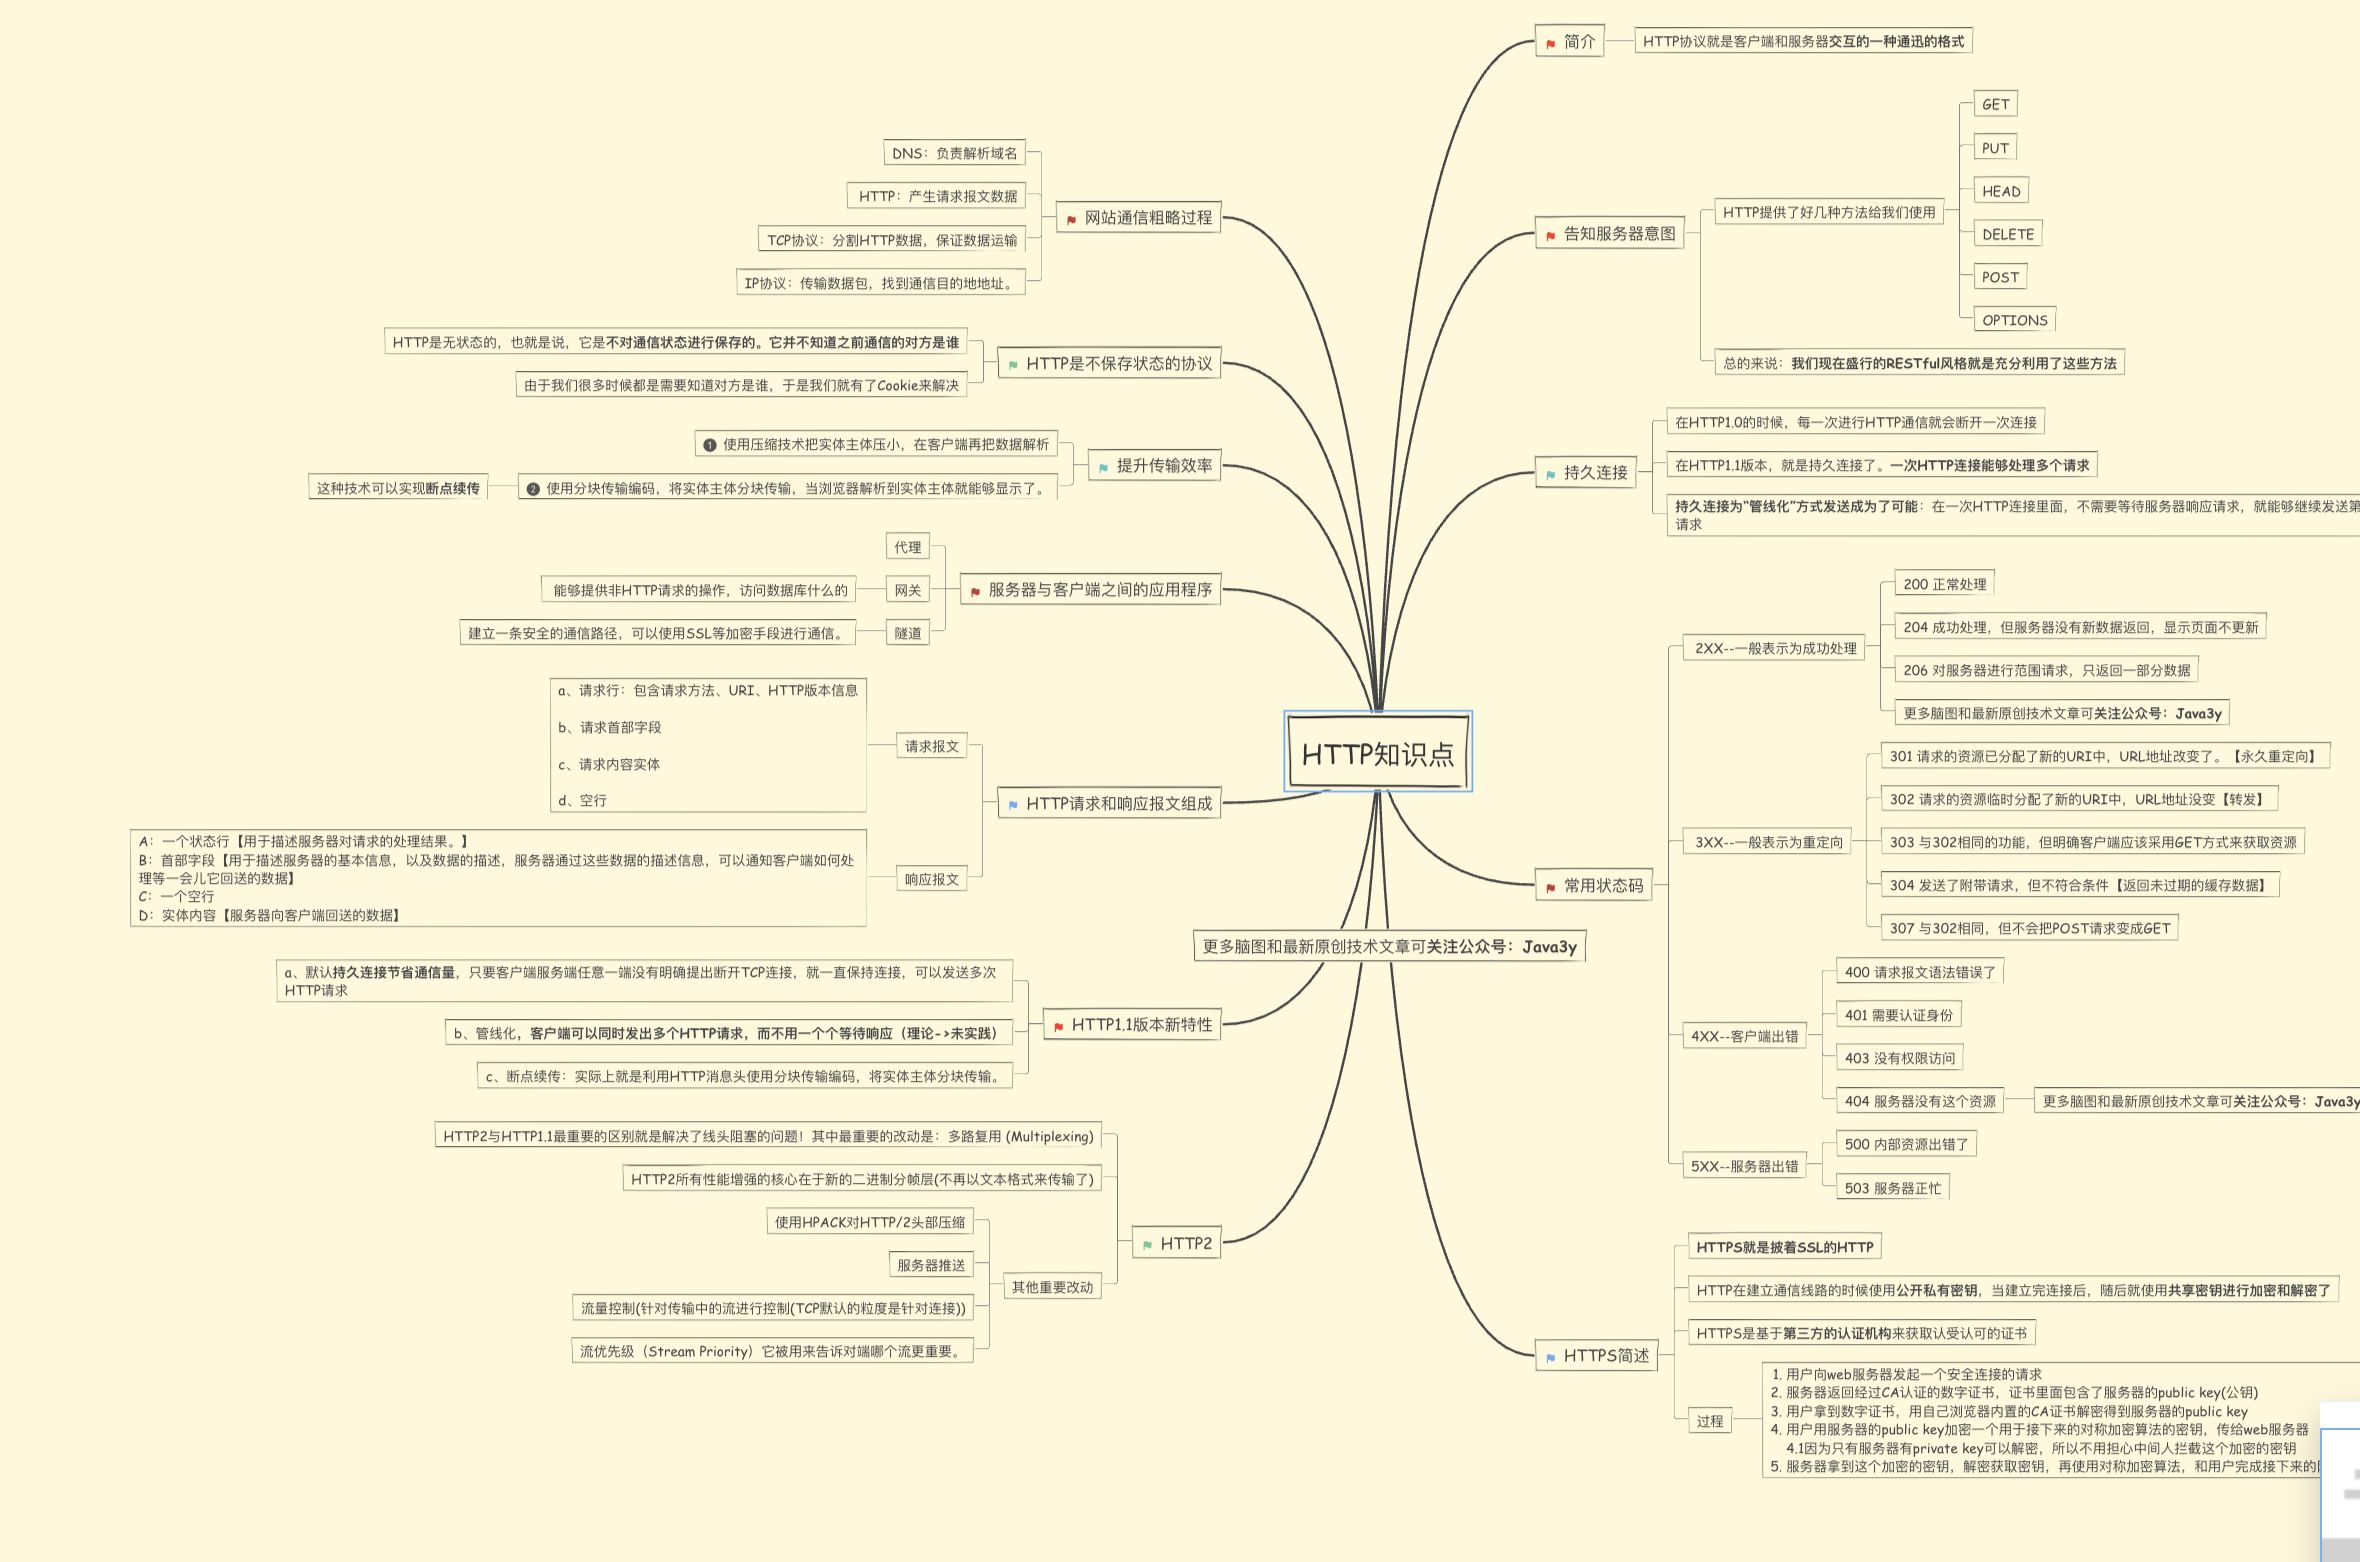 HTTP知识点
简介
HTTP协议就是客户端和服务器交互的一种通迅的格式
告知服务器意图
HTTP提供了好几种方法给我们使用
GET
PUT
HEAD
DELETE
POST
OPTIONS
总的来说：我们现在盛行的RESTful风格就是充分利用了这些方法
持久连接
在HTTP1.0的时候，每一次进行HTTP通信就会断开一次连接
在HTTP1.1版本，就是持久连接了。一次HTTP连接能够处理多个请求
持久连接为“管线化”方式发送成为了可能：在一次HTTP连接里面，不需要等待服务器响应请求，就能够继续发送第
请求
常用状态码
2XX--一般表示为成功处理
200 正常处理
204 成功处理，但服务器没有新数据返回，显示页面不更新
206 对服务器进行范围请求，只返回一部分数据
更多脑图和最新原创技术文章可关注公众号：Java3y
3XX--一般表示为重定向
301 请求的资源已分配了新的URI中，URL地址改变了。【永久重定向】
302 请求的资源临时分配了新的URI中，URL地址没变【转发】
303 与302相同的功能，但明确客户端应该采用GET方式来获取资源
304 发送了附带请求，但不符合条件【返回未过期的缓存数据】
307 与302相同，但不会把POST请求变成GET
4XX--客户端出错
400 请求报文语法错误了
401 需要认证身份
403 没有权限访问
404 服务器没有这个资源
更多脑图和最新原创技术文章可关注公众号：Java3y
5XX--服务器出错
500 内部资源出错了
503 服务器正忙
HTTPS简述
HTTPS就是披着SSL的HTTP
HTTP在建立通信线路的时候使用公开私有密钥，当建立完连接后，随后就使用共享密钥进行加密和解密了
HTTPS是基于第三方的认证机构来获取认受认可的证书
过程
1. 用户向web服务器发起一个安全连接的请求
2. 服务器返回经过CA认证的数字证书，证书里面包含了服务器的public key(公钥)
3. 用户拿到数字证书，用自己浏览器内置的CA证书解密得到服务器的public key
4. 用户用服务器的public key加密一个用于接下来的对称加密算法的密钥，传给web服务器
4.1因为只有服务器有private key可以解密，所以不用担心中间人拦截这个加密的密钥
5. 服务器拿到这个加密的密钥，解密获取密钥，再使用对称加密算法，和用户完成接下来的
网站通信粗略过程
DNS：负责解析域名
HTTP：产生请求报文数据
TCP协议：分割HTTP数据，保证数据运输
IP协议：传输数据包，找到通信目的地地址。
HTTP是不保存状态的协议
HTTP是无状态的，也就是说，它是不对通信状态进行保存的。它并不知道之前通信的对方是谁
由于我们很多时候都是需要知道对方是谁，于是我们就有了Cookie来解决
提升传输效率
1 使用压缩技术把实体主体压小，在客户端再把数据解析
2 使用分块传输编码，将实体主体分块传输，当浏览器解析到实体主体就能够显示了。
这种技术可以实现断点续传
服务器与客户端之间的应用程序
代理
网关
能够提供非HTTP请求的操作，访问数据库什么的
隧道
建立一条安全的通信路径，可以使用SSL等加密手段进行通信。
HTTP请求和响应报文组成
请求报文
a、请求行：包含请求方法、URI、HTTP版本信息
b、请求首部字段
c、请求内容实体
d、空行
响应报文
A：一个状态行【用于描述服务器对请求的处理结果。】
B：首部字段【用于描述服务器的基本信息，以及数据的描述，服务器通过这些数据的描述信息，可以通知客户端如何处
理等一会儿它回送的数据】
C：一个空行
D：实体内容【服务器向客户端回送的数据】
更多脑图和最新原创技术文章可关注公众号：Java3y
HTTP1.1版本新特性
a、默认持久连接节省通信量，只要客户端服务端任意一端没有明确提出断开TCP连接，就一直保持连接，可以发送多次
HTTP请求
b、管线化，客户端可以同时发出多个HTTP请求，而不用一个个等待响应（理论->未实践）
c、断点续传：实际上就是利用HTTP消息头使用分块传输编码，将实体主体分块传输。
HTTP2
HTTP2与HTTP1.1最重要的区别就是解决了线头阻塞的问题！其中最重要的改动是：多路复用 (Multiplexing)
HTTP2所有性能增强的核心在于新的二进制分帧层(不再以文本格式来传输了)
其他重要改动
使用HPACK对HTTP/2头部压缩
服务器推送
流量控制(针对传输中的流进行控制(TCP默认的粒度是针对连接))
流优先级（Stream Priority）它被用来告诉对端哪个流更重要。